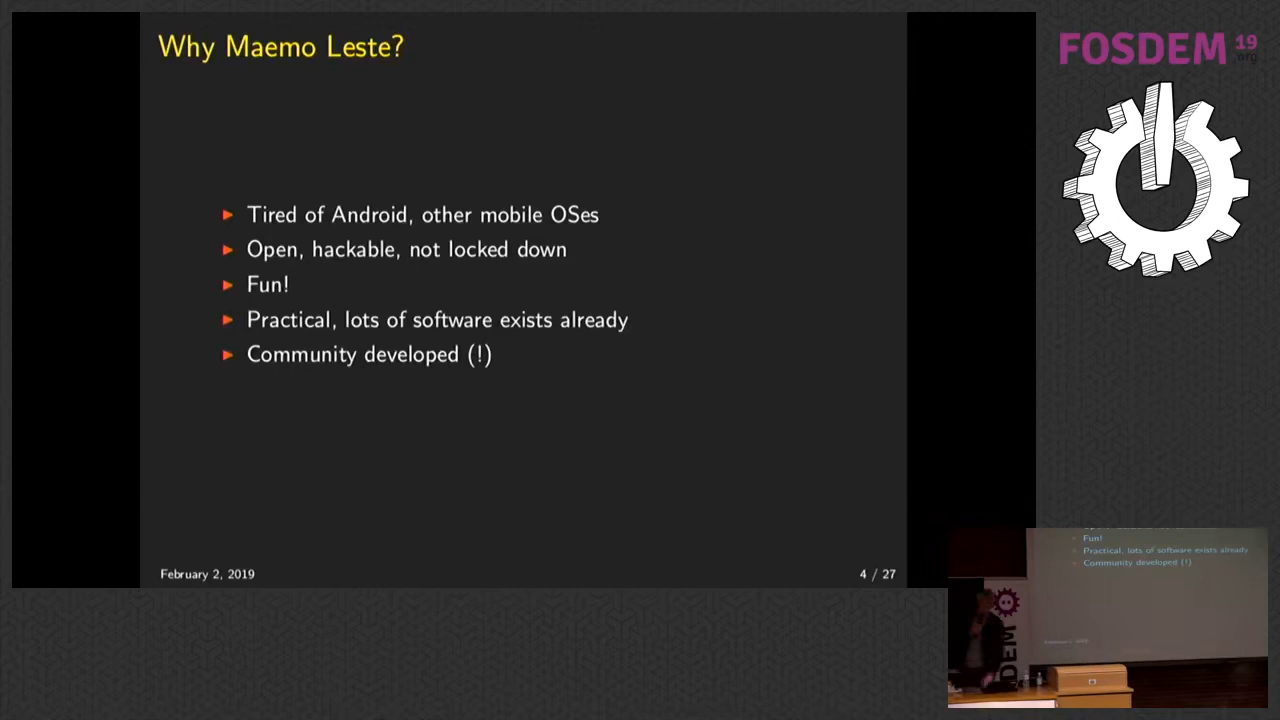 Why Maemo Leste?
Tired of Android, other mobile OSes
Open, hackable, not locked down
Fun!
Practical, lots of software exists already
Community developed (!)
February 2, 2019
4 / 27
FOSDEM 19
.org
Fun!
Practical, lots of software exists already
Community developed (!)
DEM